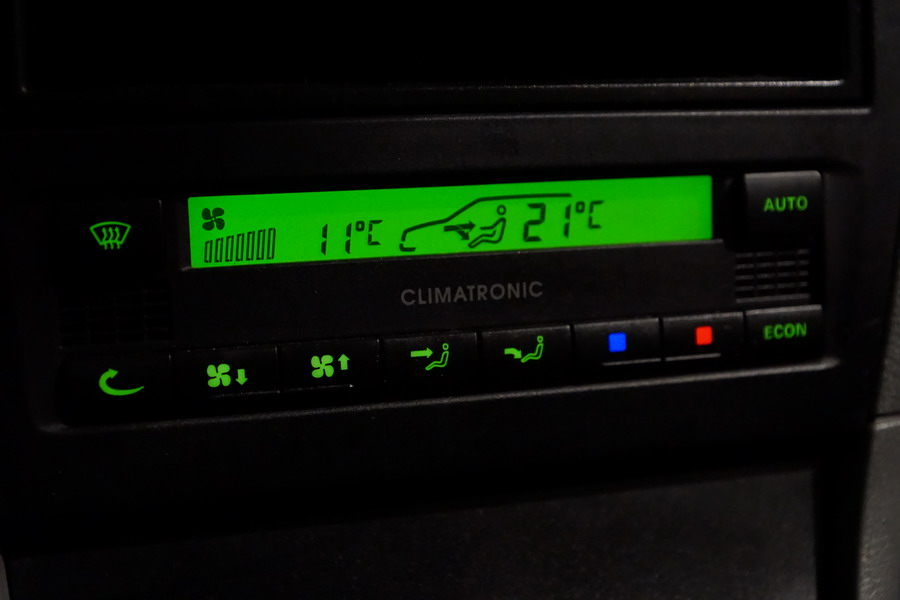 11°C 21°C
AUTO
CLIMATRONIC
ECON